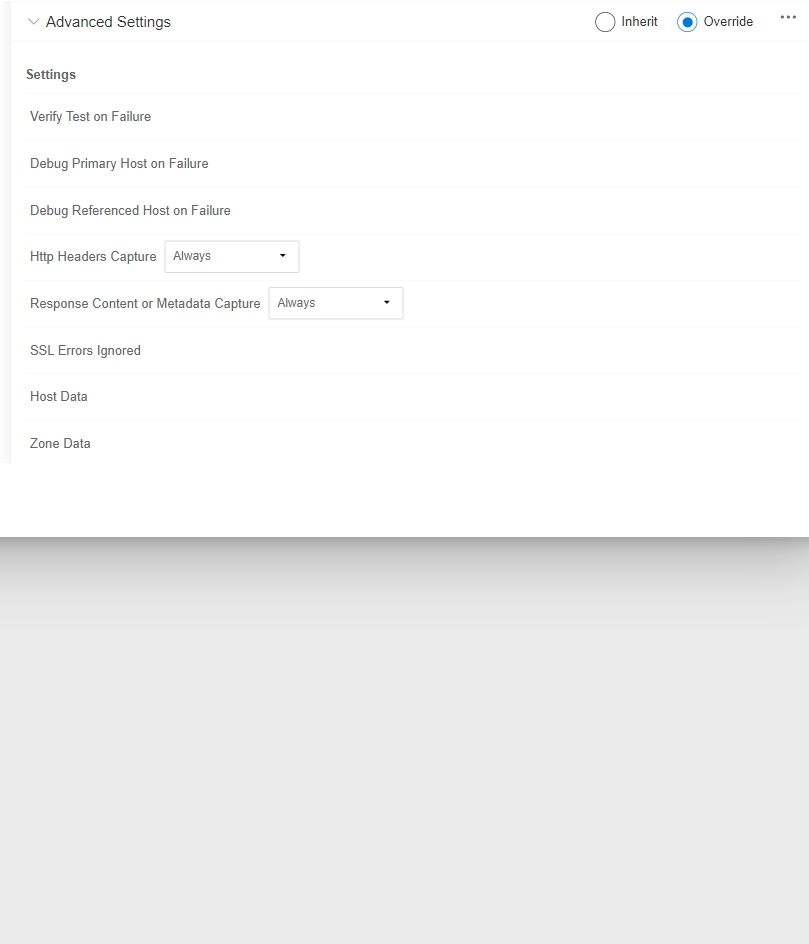 Advanced Settings Inherit Override
Settings
Verify Test on Failure
Debug Primary Host on Failure
Debug Referenced Host on Failure
Http Headers Capture Always
Response Content or Metadata Capture Always
SSL Errors Ignored
Host Data
Zone Data